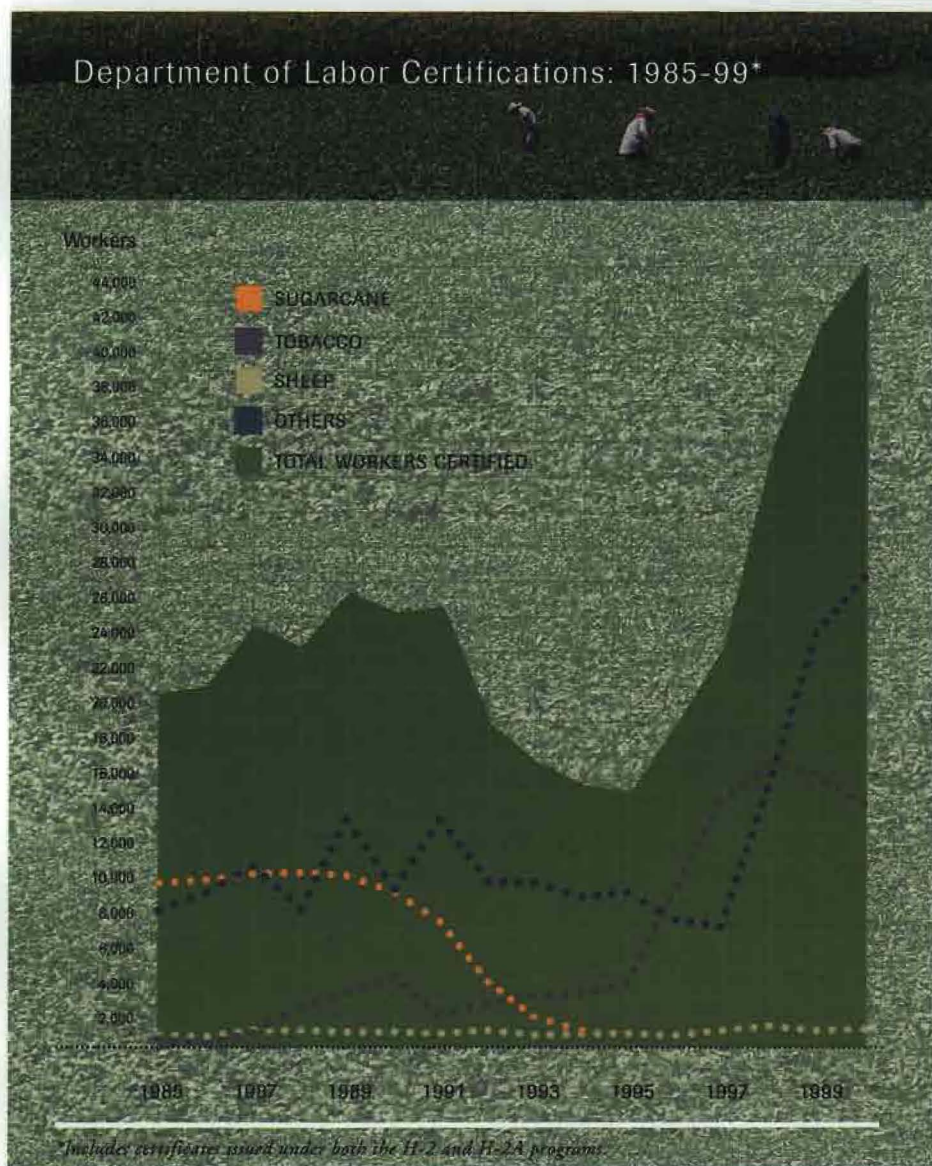 Department of Labor Certifications: 1985-99*
Workers
44,000
42,000
40,000
38,000
36,000
34,000
32,000
30,000
28,000
26,000
24,000
22,000
20,000
18,000
16,000
14,000
12,000
10,000
8,000
6,000
4,000
2,000
SUGARCANE
TOBACCO
SHEEP
OTHERS
TOTAL WORKERS CERTIFIED
1985 1987 1989 1991 1993 1995 1997 1999
*Includes certificates issued under both the H-2 and H-2A programs.